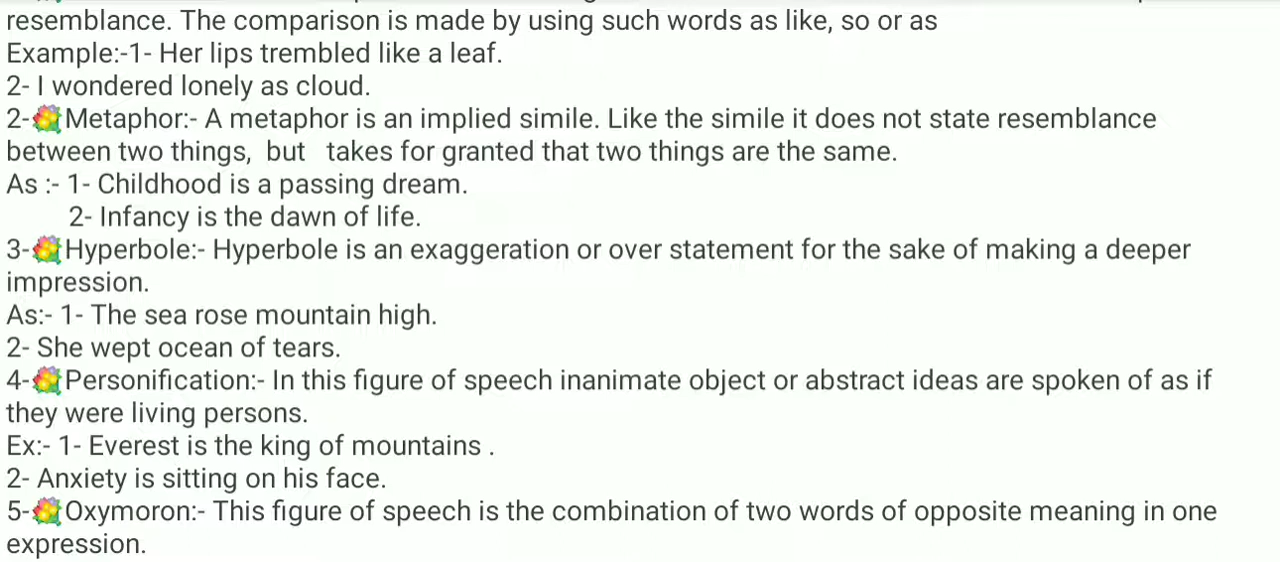 resemblance. The comparison is made by using such words as like, so or as
Example:-1- Her lips trembled like a leaf.
2- I wondered lonely as cloud.
2-💐Metaphor:- A metaphor is an implied simile. Like the simile it does not state resemblance
between two things,  but   takes for granted that two things are the same.
As :- 1- Childhood is a passing dream.
2- Infancy is the dawn of life.
3-💐Hyperbole:- Hyperbole is an exaggeration or over statement for the sake of making a deeper
impression.
As:- 1- The sea rose mountain high.
2- She wept ocean of tears.
4-💐Personification:- In this figure of speech inanimate object or abstract ideas are spoken of as if
they were living persons.
Ex:- 1- Everest is the king of mountains .
2- Anxiety is sitting on his face.
5-💐Oxymoron:- This figure of speech is the combination of two words of opposite meaning in one
expression.